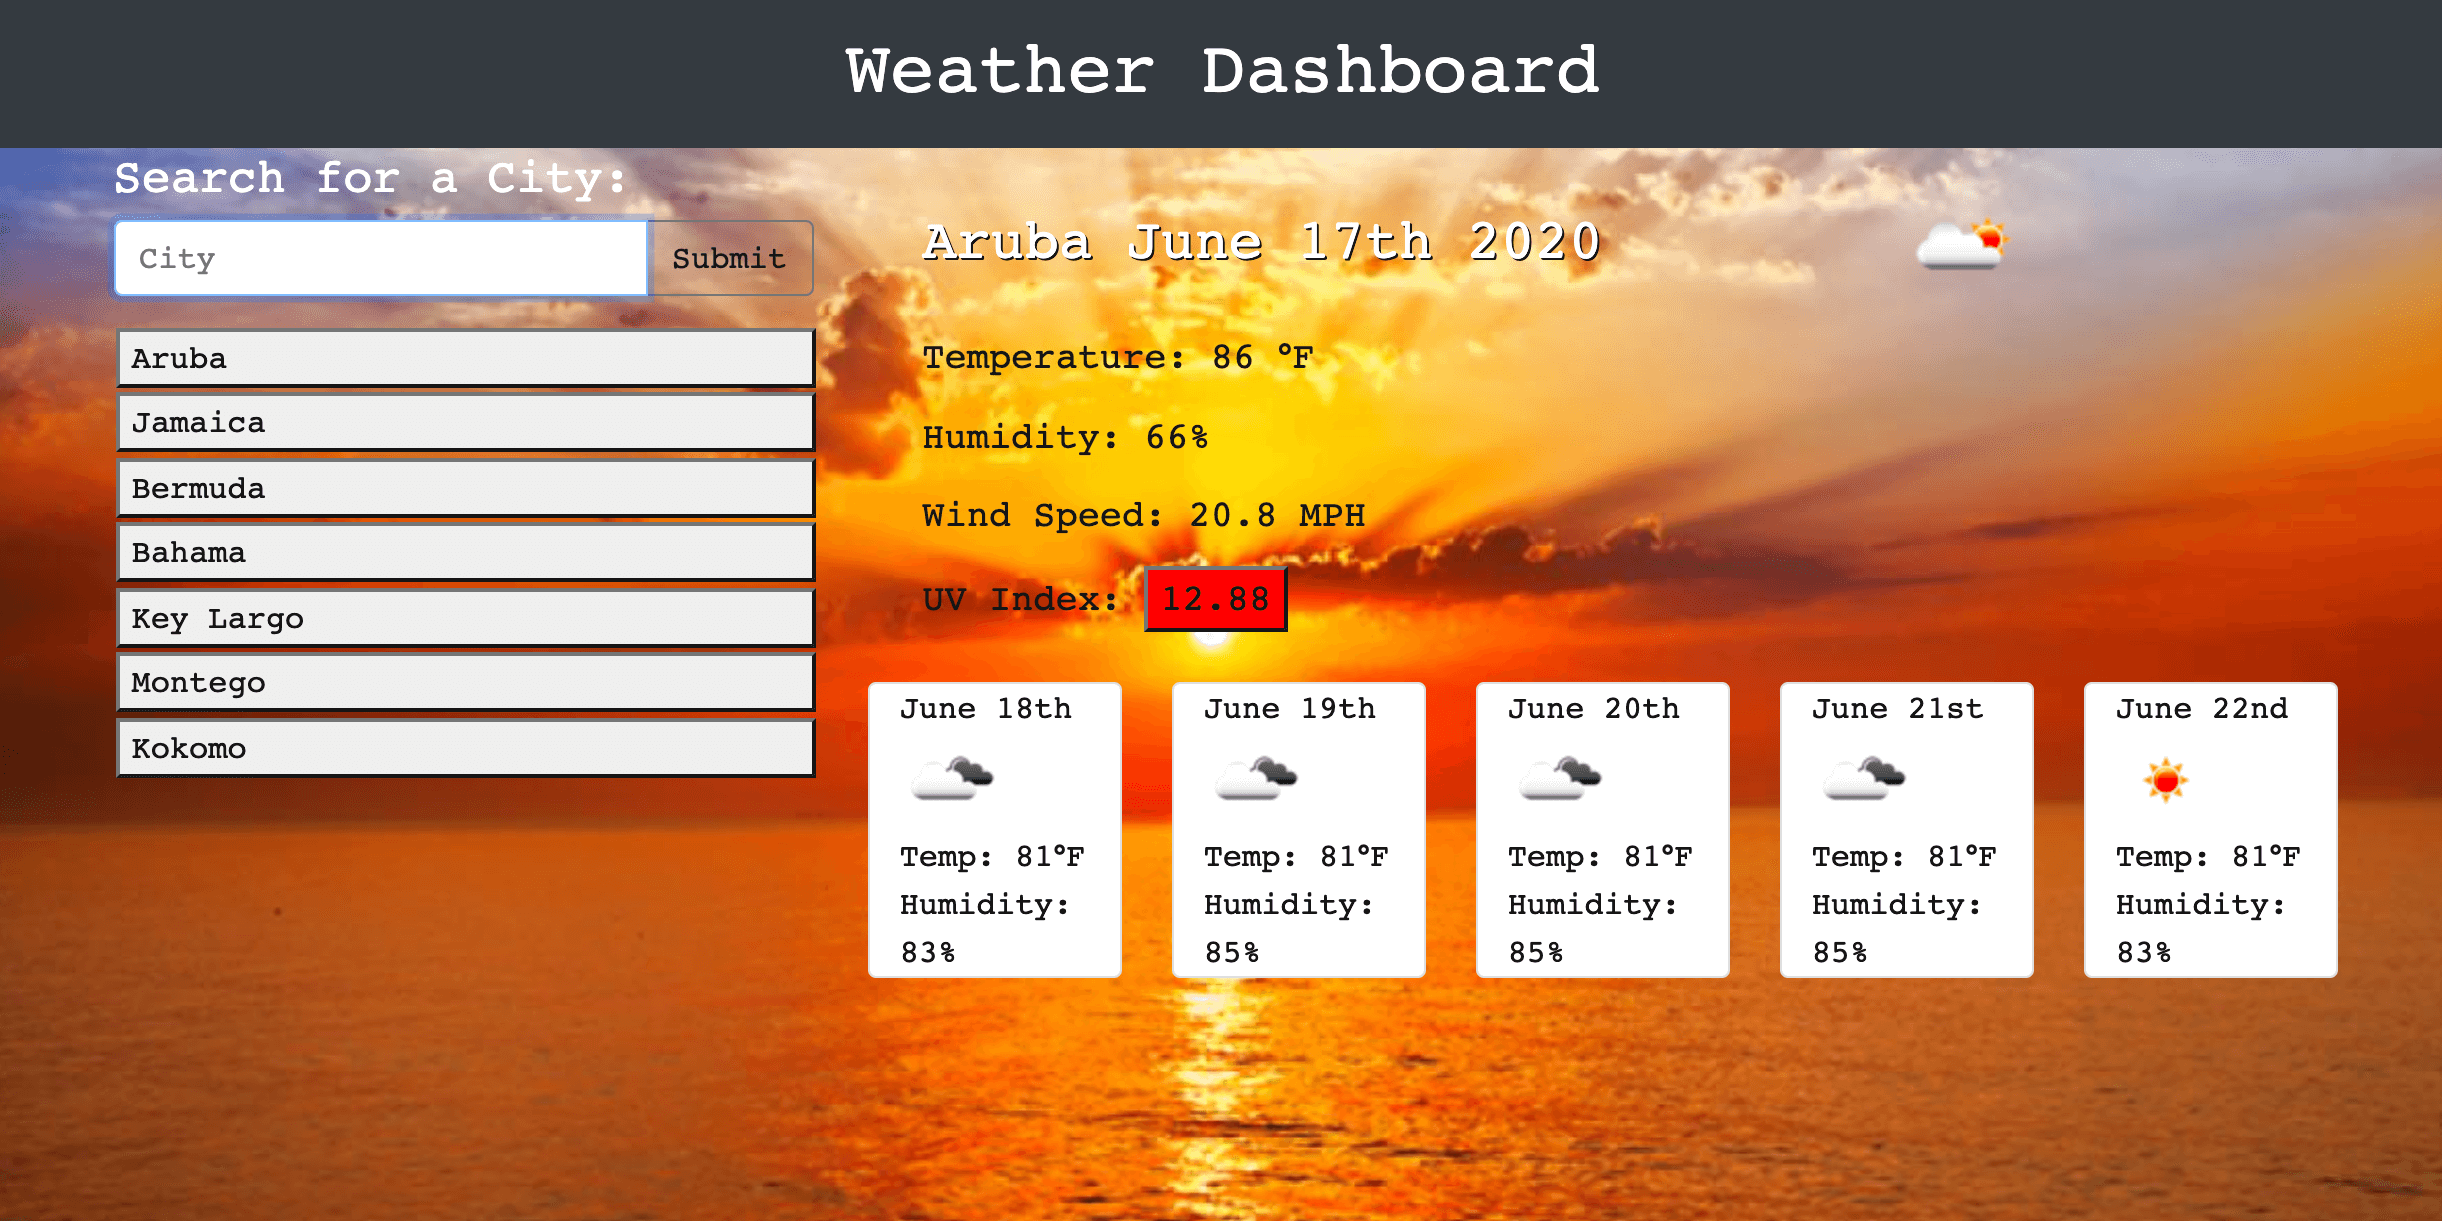 Weather Dashboard
Search for a City:
City
Submit
Aruba
Jamaica
Bermuda
Bahama
Key Largo
Montego
Kokomo
Aruba June 17th 2020
Temperature: 86 °F
Humidity: 66%
Wind Speed: 20.8 MPH
UV Index: 12.88
June 18th
Temp: 81°F
Humidity:
83%
June 19th
Temp: 81°F
Humidity:
85%
June 20th
Temp: 81°F
Humidity:
85%
June 21st
Temp: 81°F
Humidity:
85%
June 22nd
Temp: 81°F
Humidity:
83%